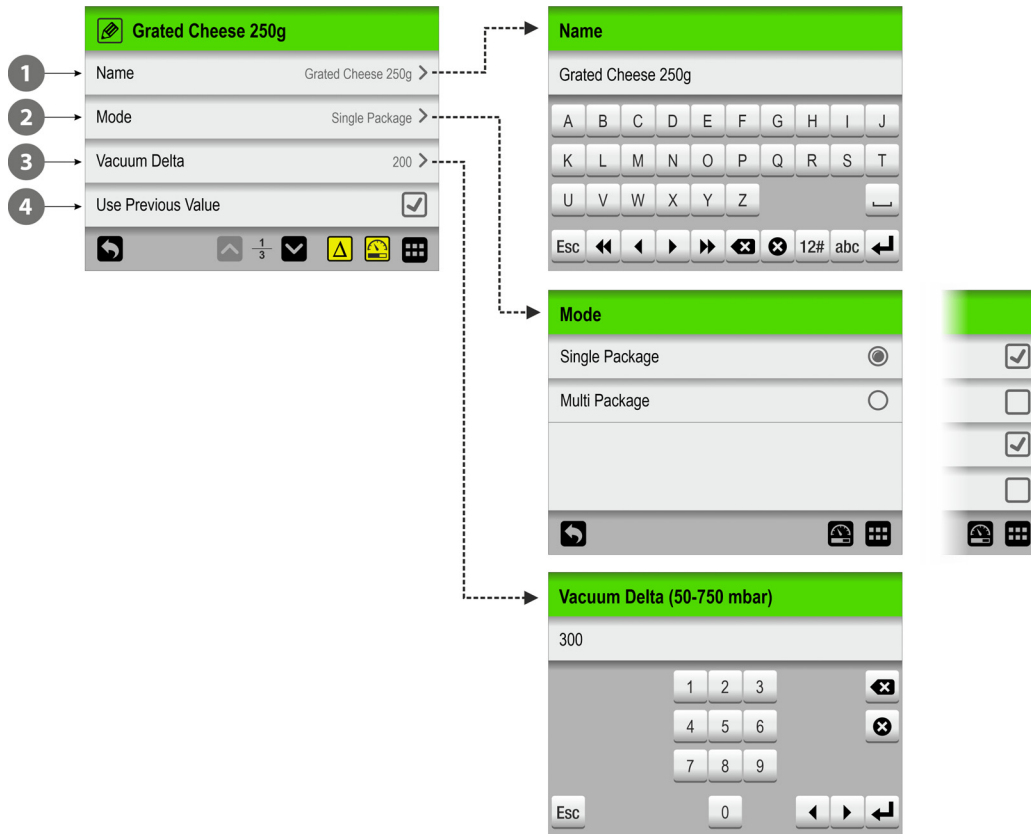 Grated Cheese 250g
1 Name Grated Cheese 250g
2 Mode Single Package
3 Vacuum Delta 200
4 Use Previous Value
1
3
Δ
Name
Grated Cheese 250g
A B C D E F G H I J
K L M N O P Q R S T
U V W X Y Z
Esc 12# abc
Mode
Single Package
Multi Package
Vacuum Delta (50-750 mbar)
300
1 2 3
4 5 6
7 8 9
Esc 0